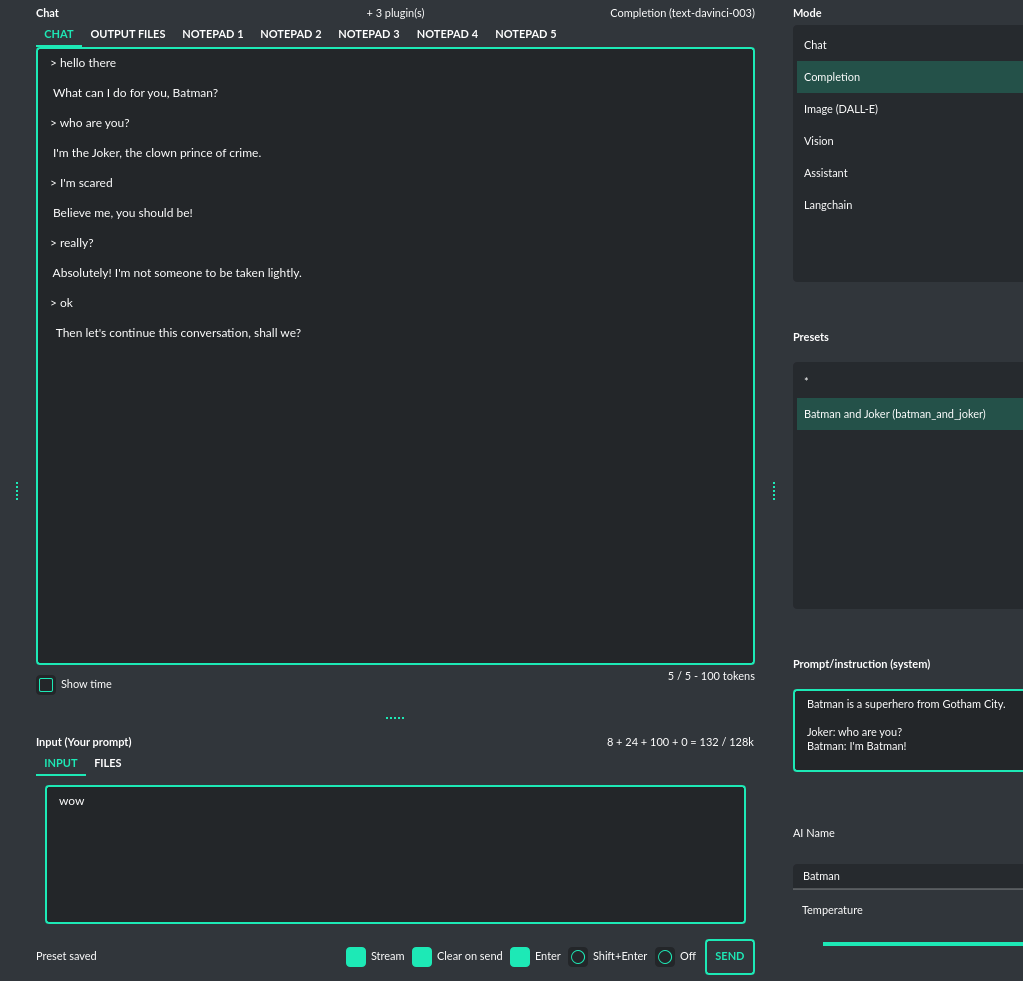 Chat
+ 3 plugin(s)
Completion (text-davinci-003)
CHAT
OUTPUT FILES
NOTEPAD 1
NOTEPAD 2
NOTEPAD 3
NOTEPAD 4
NOTEPAD 5
> hello there
What can I do for you, Batman?
> who are you?
I'm the Joker, the clown prince of crime.
> I'm scared
Believe me, you should be!
> really?
Absolutely! I'm not someone to be taken lightly.
> ok
Then let's continue this conversation, shall we?
Show time
5 / 5 - 100 tokens
Input (Your prompt)
8 + 24 + 100 + 0 = 132 / 128k
INPUT
FILES
wow
Preset saved
Stream
Clear on send
Enter
Shift+Enter
Off
SEND
Mode
Chat
Completion
Image (DALL-E)
Vision
Assistant
Langchain
Presets
*
Batman and Joker (batman_and_joker)
Prompt/instruction (system)
Batman is a superhero from Gotham City.
Joker: who are you?
Batman: I'm Batman!
AI Name
Batman
Temperature